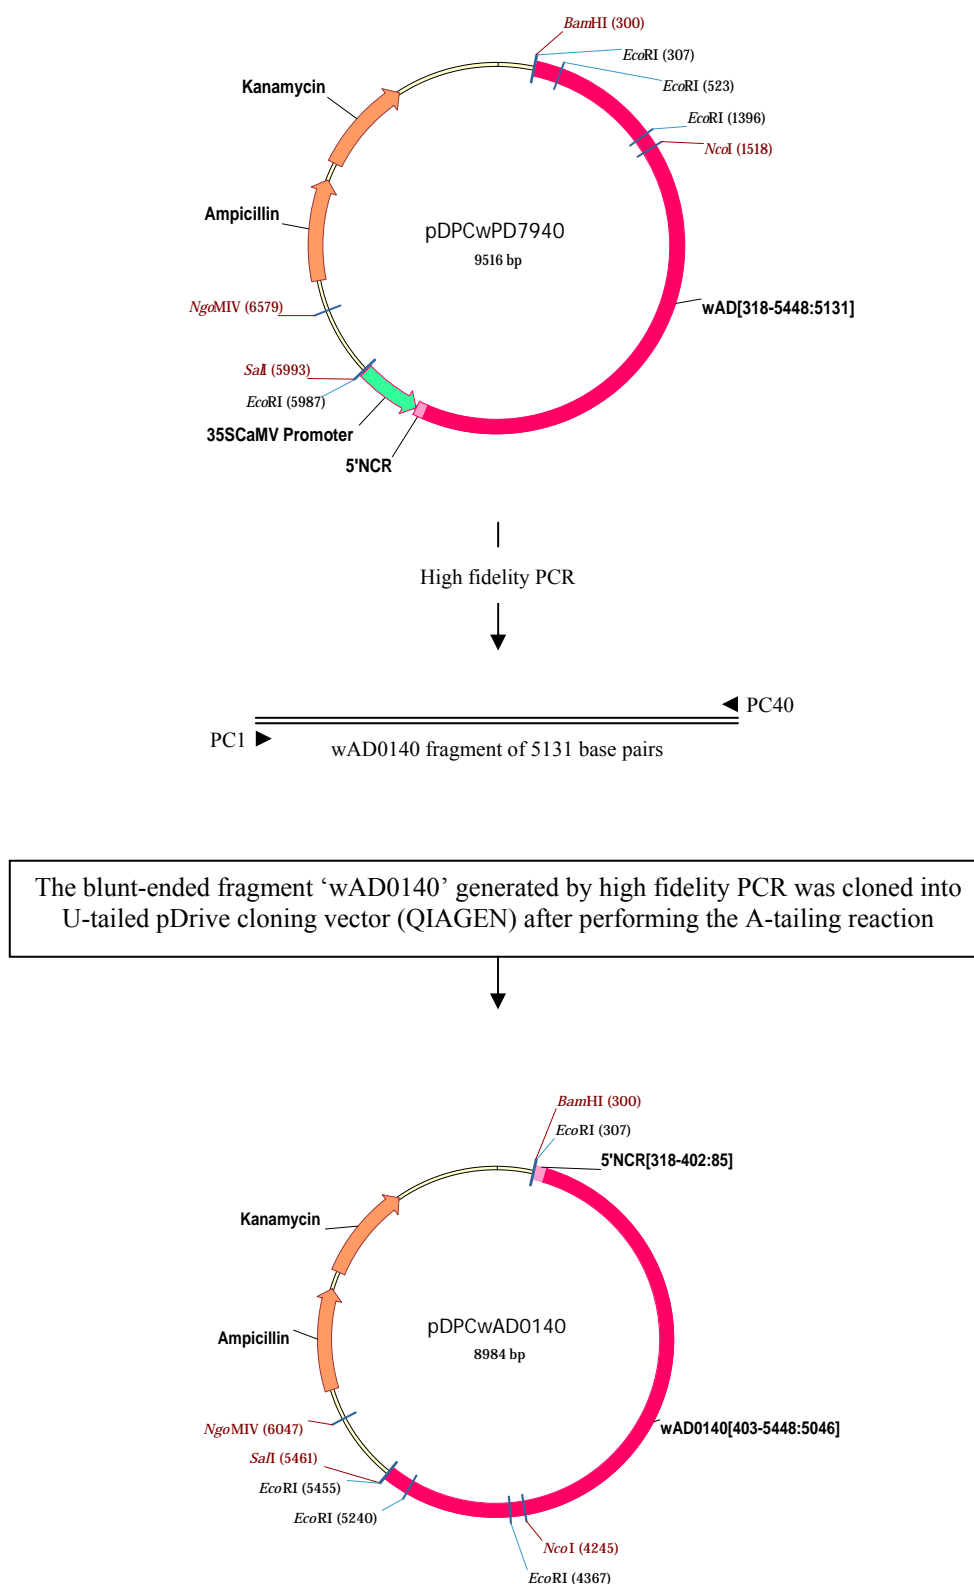 BamHI (300)
EcoRI (307)
EcoRI (523)
Kanamycin
EcoRI (1396)
NcoI (1518)
Ampicillin
pDPCwPD7940
9516 bp
NgoMIV (6579)
wAD[318-5448:5131]
SalI (5993)
EcoRI (5987)
35SCaMV Promoter
5'NCR
High fidelity PCR
PC40
PC1
wAD0140 fragment of 5131 base pairs
The blunt-ended fragment ‘wAD0140’ generated by high fidelity PCR was cloned into
U-tailed pDrive cloning vector (QIAGEN) after performing the A-tailing reaction
BamHI (300)
EcoRI (307)
5'NCR[318-402:85]
Kanamycin
Ampicillin
pDPCwAD0140
8984 bp
NgoMIV (6047)
wAD0140[403-5448:5046]
SalI (5461)
EcoRI (5455)
EcoRI (5240)
NcoI (4245)
EcoRI (4367)